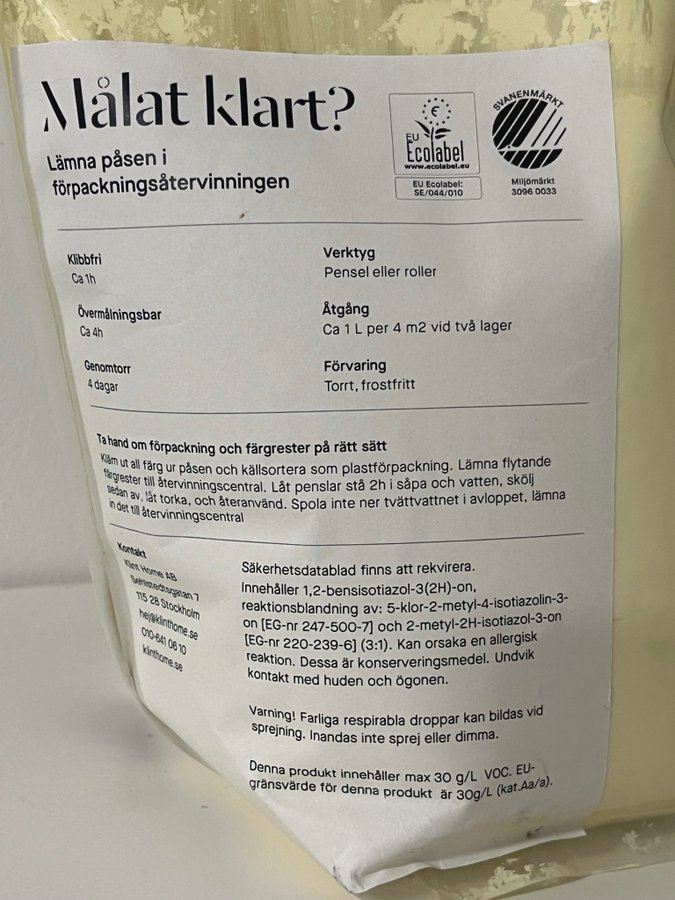 Målat klart?
Lämna påsen i
förpackningsåtervinningen
EU
Ecolabel
www.ecolabel.eu
EU Ecolabel:
SE/044/010
SVANENMÄRKT
Miljömärkt
3096 0033
Klibbfri
Ca 1h
Övermålningsbar
Ca 4h
Genomtorr
4 dagar
Verktyg
Pensel eller roller
Åtgång
Ca 1 L per 4 m2 vid två lager
Förvaring
Torrt, frostfritt
Ta hand om förpackning och färgrester på rätt sätt
Kläm ut all färg ur påsen och källsortera som plastförpackning. Lämna flytande
färgrester till återvinningscentral. Låt penslar stå 2h i såpa och vatten, skölj
sedan av, låt torka, och återanvänd. Spola inte ner tvättvattnet i avloppet, lämna
in det till återvinningscentral
Kontakt
Klint Home AB
Sehlstedtsgatan 7
115 28 Stockholm
hej@klinthome.se
010-641 06 10
klinthome.se
Säkerhetsdatablad finns att rekvirera.
Innehåller 1,2-bensisotiazol-3(2H)-on,
reaktionsblandning av: 5-klor-2-metyl-4-isotiazolin-3-
on [EG-nr 247-500-7] och 2-metyl-2H-isotiazol-3-on
[EG-nr 220-239-6] (3:1). Kan orsaka en allergisk
reaktion. Dessa är konserveringsmedel. Undvik
kontakt med huden och ögonen.
Varning! Farliga respirabla droppar kan bildas vid
sprejning. Inandas inte sprej eller dimma.
Denna produkt innehåller max 30 g/L VOC. EU-
gränsvärde för denna produkt är 30g/L (kat.Aa/a).